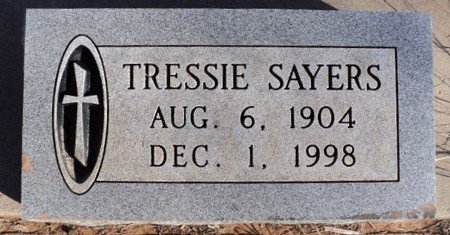 TRESSIE SAYERS
AUG. 6, 1904
DEC. 1, 1998